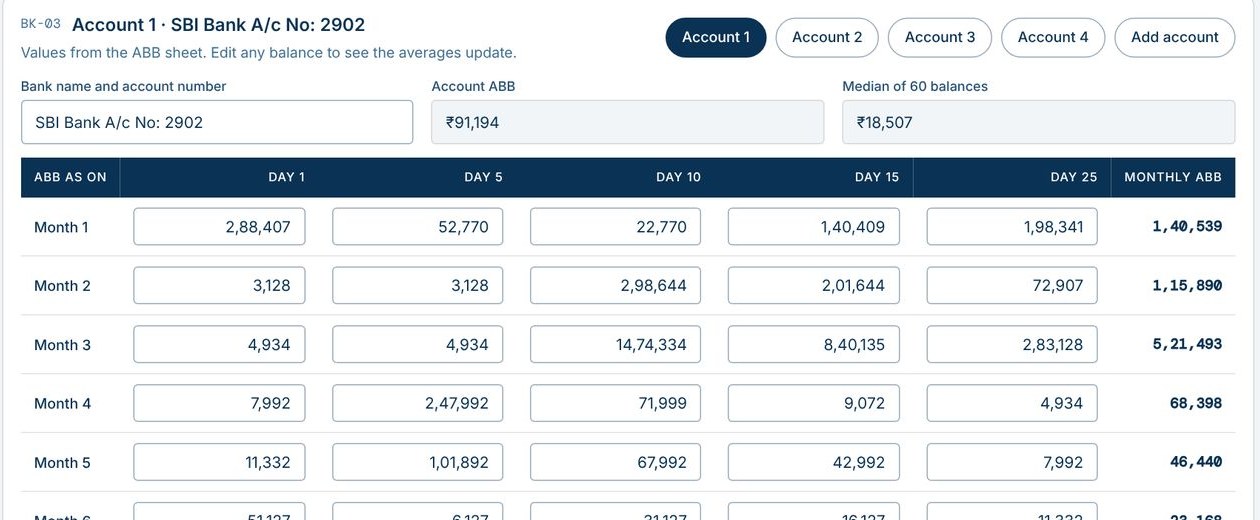 BK-03 Account 1 · SBI Bank A/c No: 2902
Values from the ABB sheet. Edit any balance to see the averages update.
Account 1 Account 2 Account 3 Account 4 Add account
Bank name and account number Account ABB Median of 60 balances
SBI Bank A/c No: 2902 ₹91,194 ₹18,507
ABB AS ON DAY 1 DAY 5 DAY 10 DAY 15 DAY 25 MONTHLY ABB
Month 1 2,88,407 52,770 22,770 1,40,409 1,98,341 1,40,539
Month 2 3,128 3,128 2,98,644 2,01,644 72,907 1,15,890
Month 3 4,934 4,934 14,74,334 8,40,135 2,83,128 5,21,493
Month 4 7,992 2,47,992 71,999 9,072 4,934 68,398
Month 5 11,332 1,01,892 67,992 42,992 7,992 46,440